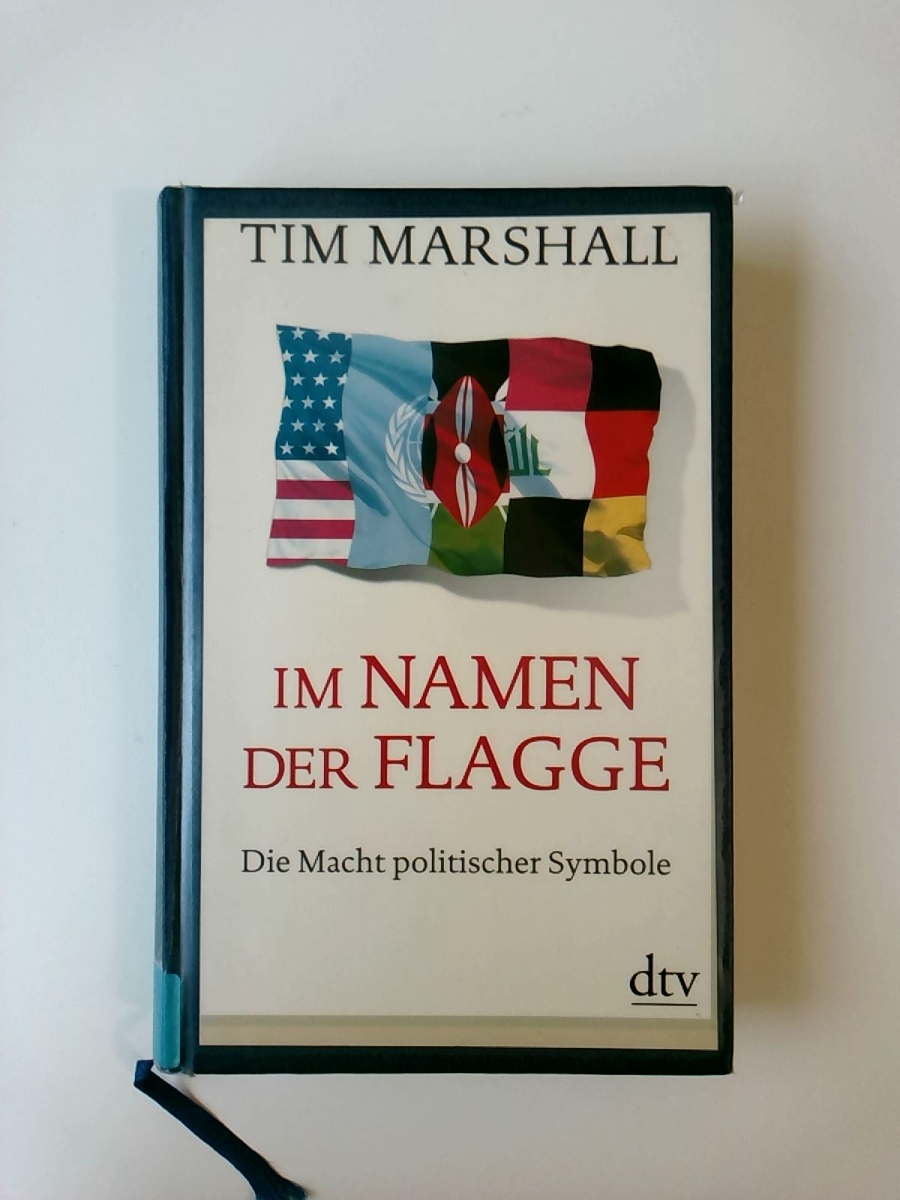 TIM MARSHALL
IM NAMEN
DER FLAGGE
Die Macht politischer Symbole
dtv